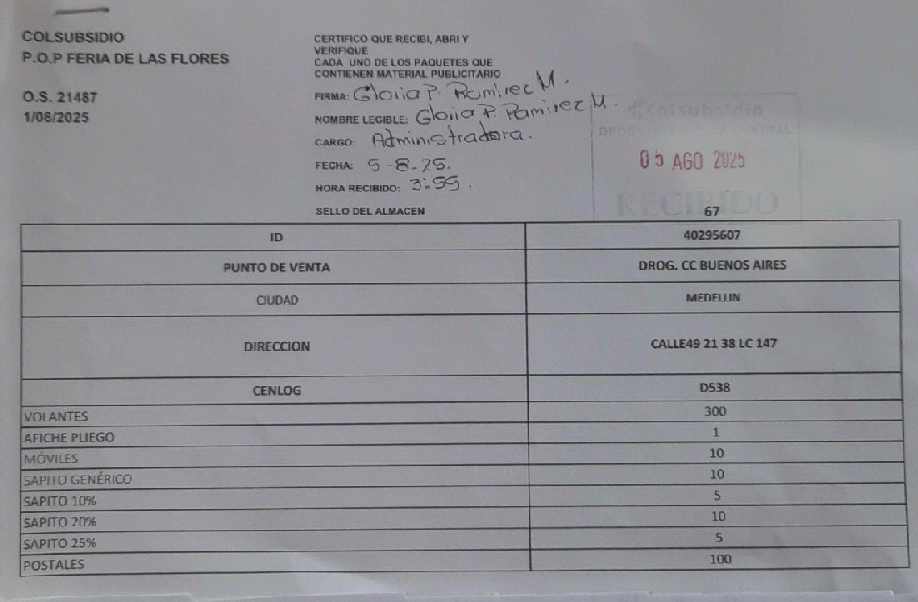 COLSUBSIDIO
P.O.P FERIA DE LAS FLORES
O.S. 21487
1/08/2025
CERTIFICO QUE RECIBI, ABRI Y
VERIFIQUE
CADA UNO DE LOS PAQUETES QUE
CONTIENEN MATERIAL PUBLICITARIO
FIRMA: Gloria P. Ramirez M.
NOMBRE LEGIBLE: Gloria P. Ramirez M.
CARGO: Administradora.
FECHA: 5-8-25.
HORA RECIBIDO: 3:55.
SELLO DEL ALMACEN
Colsubsidio
05 AGO 2025
RECIBIDO
67
ID 40295607
PUNTO DE VENTA DROG. CC BUENOS AIRES
CIUDAD MEDELLIN
DIRECCION CALLE49 21 38 LC 147
CENLOG D538
VOLANTES 300
AFICHE PLIEGO 1
MÓVILES 10
SAPITO GENÉRICO 10
SAPITO 10% 5
SAPITO 20% 10
SAPITO 25% 5
POSTALES 100